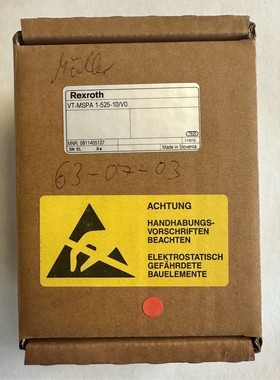 Müller
Rexroth
VT-MSPA 1-525-10/V0
MNR: 0811405127
Made in Slovenia
63-07-03
ACHTUNG
HANDHABUNGS-
VORSCHRIFTEN
BEACHTEN
ELEKTROSTATISCH
GEFÄHRDETE
BAUELEMENTE